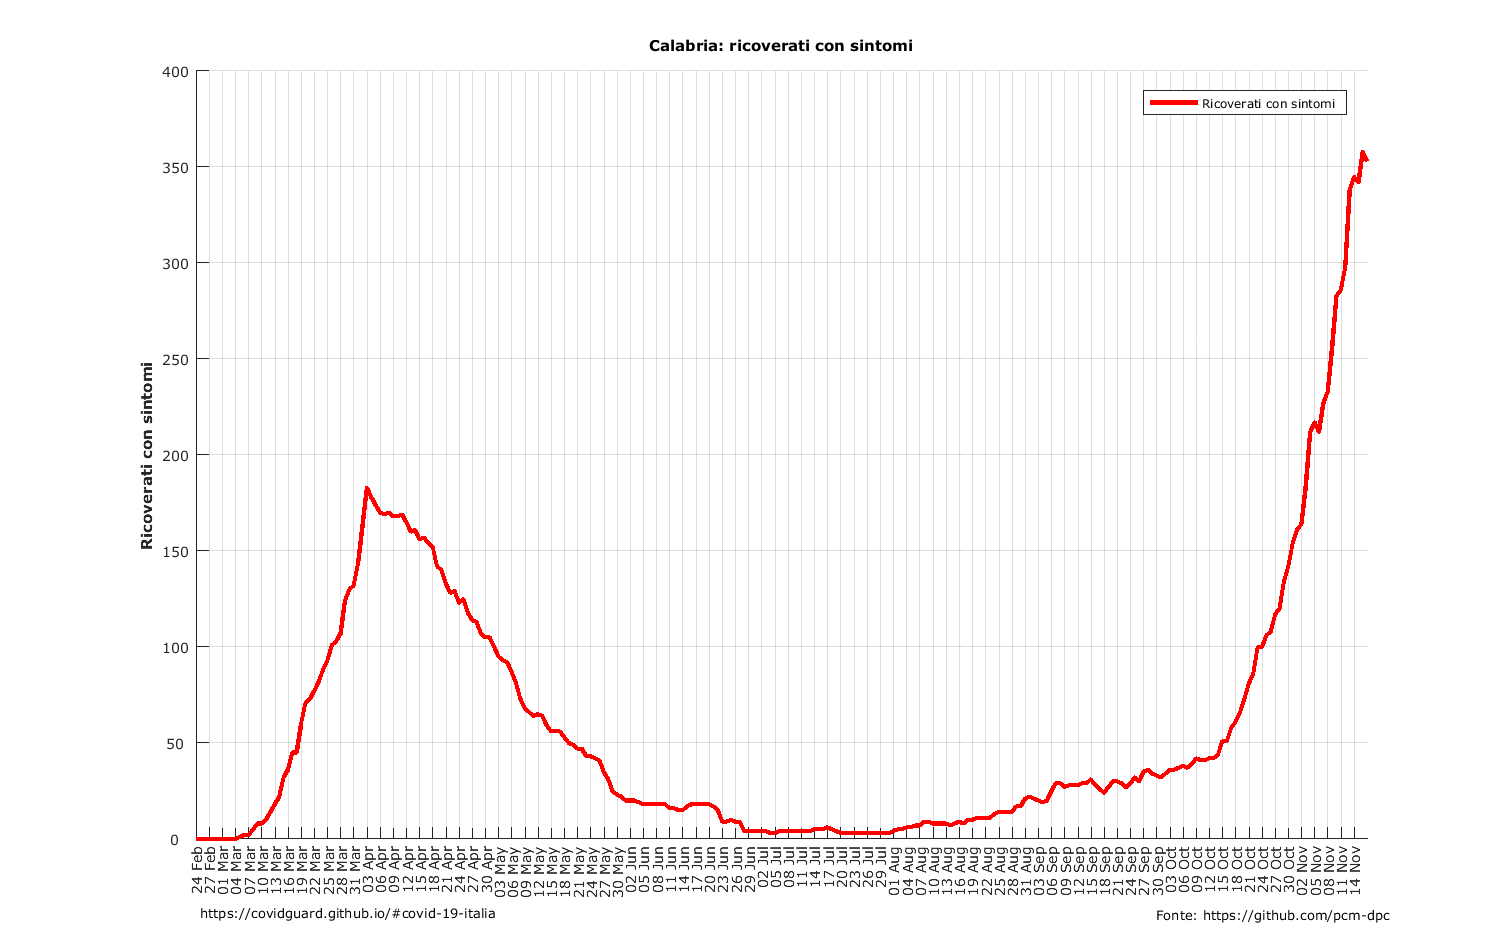 Calabria: ricoverati con sintomi
Ricoverati con sintomi
Ricoverati con sintomi
400
350
300
250
200
150
100
50
0
24 Feb
27 Feb
01 Mar
04 Mar
07 Mar
10 Mar
13 Mar
16 Mar
19 Mar
22 Mar
25 Mar
28 Mar
31 Mar
03 Apr
06 Apr
09 Apr
12 Apr
15 Apr
18 Apr
21 Apr
24 Apr
27 Apr
30 Apr
03 May
06 May
09 May
12 May
15 May
18 May
21 May
24 May
27 May
30 May
02 Jun
05 Jun
08 Jun
11 Jun
14 Jun
17 Jun
20 Jun
23 Jun
26 Jun
29 Jun
02 Jul
05 Jul
08 Jul
11 Jul
14 Jul
17 Jul
20 Jul
23 Jul
26 Jul
29 Jul
01 Aug
04 Aug
07 Aug
10 Aug
13 Aug
16 Aug
19 Aug
22 Aug
25 Aug
28 Aug
31 Aug
03 Sep
06 Sep
09 Sep
12 Sep
15 Sep
18 Sep
21 Sep
24 Sep
27 Sep
30 Sep
03 Oct
06 Oct
09 Oct
12 Oct
15 Oct
18 Oct
21 Oct
24 Oct
27 Oct
30 Oct
02 Nov
05 Nov
08 Nov
11 Nov
14 Nov
https://covidguard.github.io/#covid-19-italia
Fonte: https://github.com/pcm-dpc